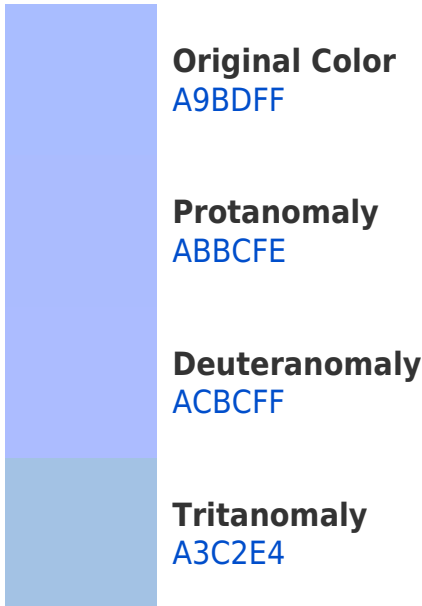 Original Color
A9BDFF
Protanomaly
ABBCFE
Deuteranomaly
ACBCFF
Tritanomaly
A3C2E4